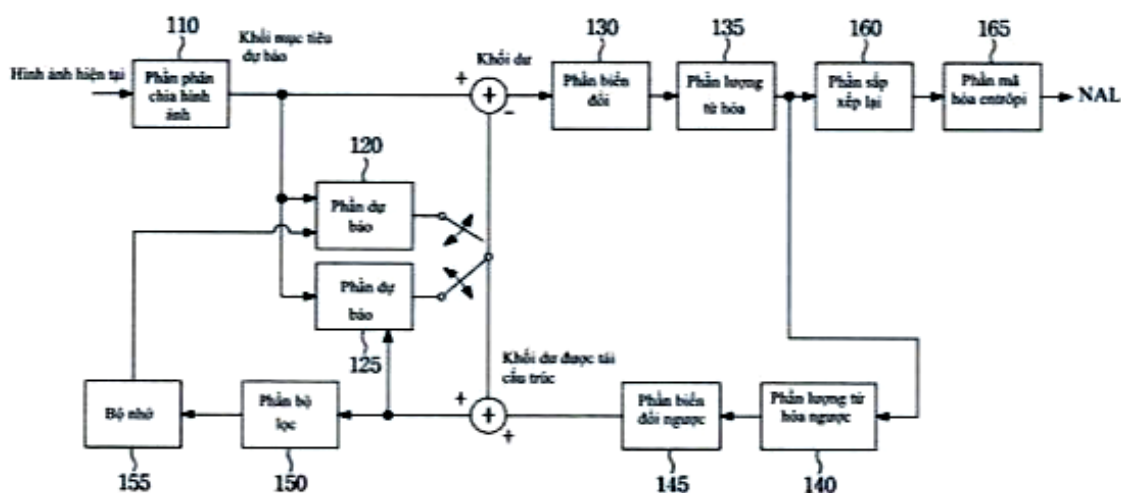 110
Hình ảnh hiện tại
Phần phân
chia hình
ảnh
Khối mục tiêu
dự báo
+
+
-
Khối dư
130
Phần biến
đổi
135
Phần lượng
tử hóa
160
Phần sắp
xếp lại
165
Phần mã
hóa entrôpi
NAL
120
Phần dự
báo
Phần dự
báo
125
Khối dư được tái
cấu trúc
+
+
+
Bộ nhớ
155
Phần bộ
lọc
150
Phần biến
đổi ngược
145
Phần lượng tử
hóa ngược
140